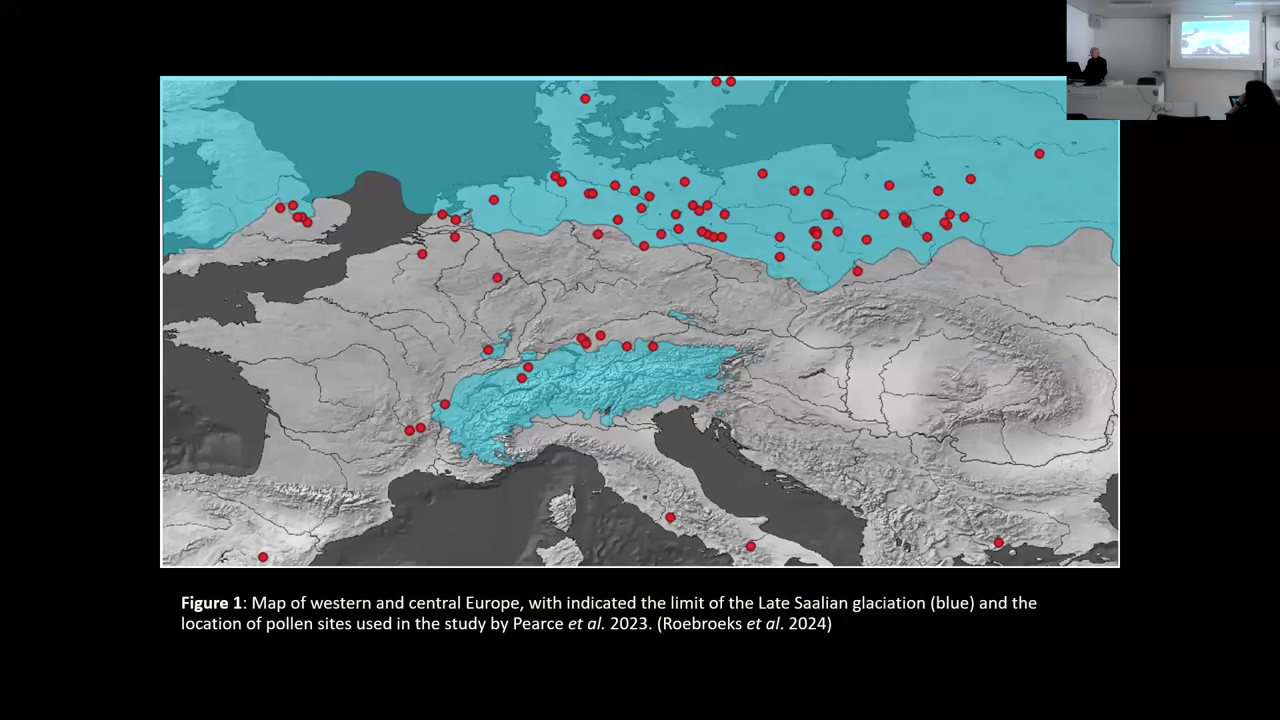 Figure 1: Map of western and central Europe, with indicated the limit of the Late Saalian glaciation (blue) and the
location of pollen sites used in the study by Pearce et al. 2023. (Roebroeks et al. 2024)